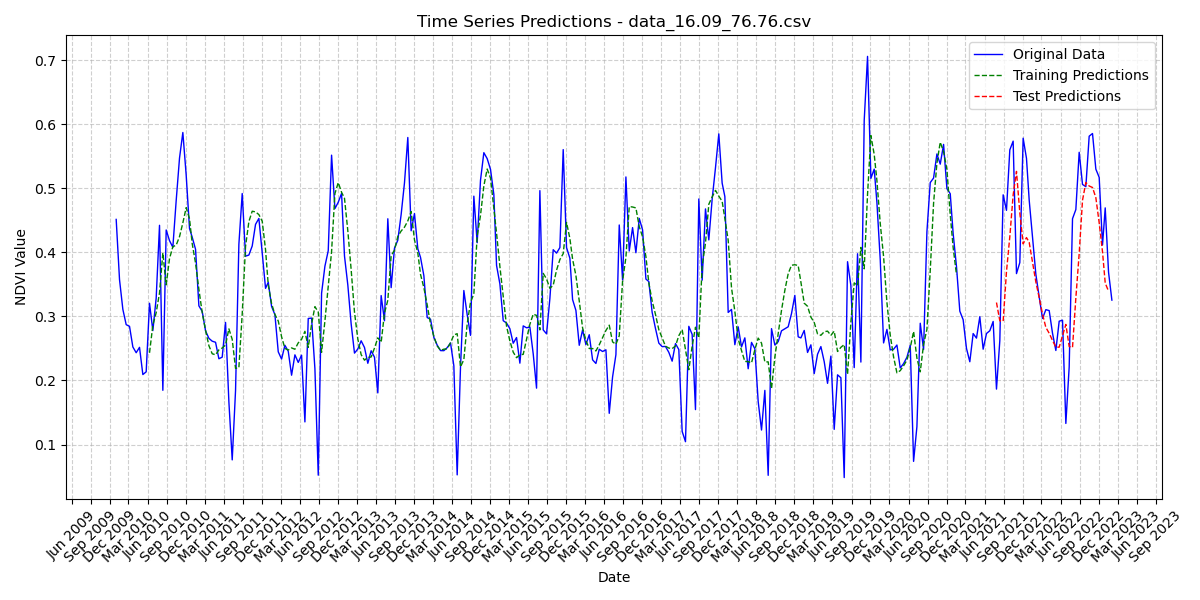 Time Series Predictions - data_16.09_76.76.csv
Original Data
Training Predictions
Test Predictions
NDVI Value
0.7
0.6
0.5
0.4
0.3
0.2
0.1
Jun 2009
Sep 2009
Dec 2009
Mar 2010
Jun 2010
Sep 2010
Dec 2010
Mar 2011
Jun 2011
Sep 2011
Dec 2011
Mar 2012
Jun 2012
Sep 2012
Dec 2012
Mar 2013
Jun 2013
Sep 2013
Dec 2013
Mar 2014
Jun 2014
Sep 2014
Dec 2014
Mar 2015
Jun 2015
Sep 2015
Dec 2015
Mar 2016
Jun 2016
Sep 2016
Dec 2016
Mar 2017
Jun 2017
Sep 2017
Dec 2017
Mar 2018
Jun 2018
Sep 2018
Dec 2018
Mar 2019
Jun 2019
Sep 2019
Dec 2019
Mar 2020
Jun 2020
Sep 2020
Dec 2020
Mar 2021
Jun 2021
Sep 2021
Dec 2021
Mar 2022
Jun 2022
Sep 2022
Dec 2022
Mar 2023
Jun 2023
Sep 2023
Date